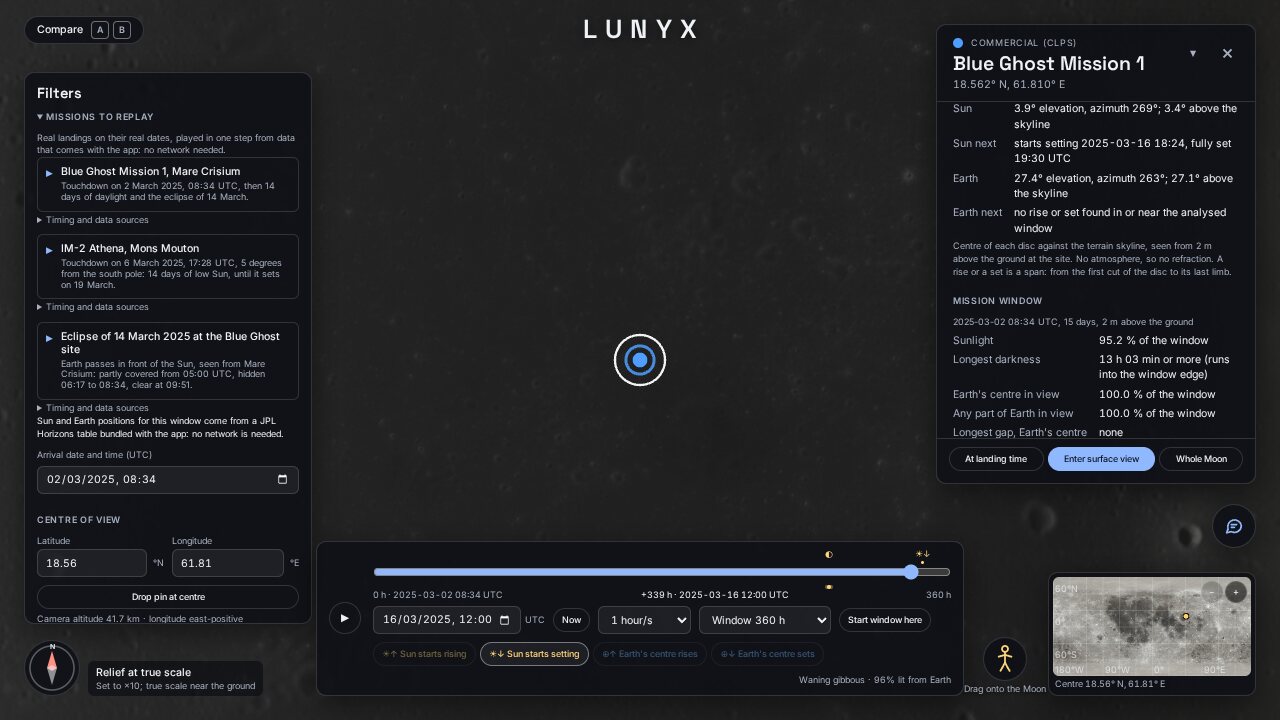 Compare A B
LUNYX
Filters
▼ MISSIONS TO REPLAY
Real landings on their real dates, played in one step from data
that comes with the app: no network needed.
Blue Ghost Mission 1, Mare Crisium
Touchdown on 2 March 2025, 08:34 UTC, then 14
days of daylight and the eclipse of 14 March.
Timing and data sources
IM-2 Athena, Mons Mouton
Touchdown on 6 March 2025, 17:28 UTC, 5 degrees
from the south pole: 14 days of low Sun, until it sets
on 19 March.
Timing and data sources
Eclipse of 14 March 2025 at the Blue Ghost
site
Earth passes in front of the Sun, seen from Mare
Crisium: partly covered from 05:00 UTC, hidden
06:17 to 08:34, clear at 09:51.
Timing and data sources
Sun and Earth positions for this window come from a JPL
Horizons table bundled with the app: no network is needed.
Arrival date and time (UTC)
02/03/2025, 08:34
CENTRE OF VIEW
Latitude Longitude
18.56 °N 61.81 °E
Drop pin at centre
Camera altitude 41.7 km · longitude east-positive
N
Relief at true scale
Set to ×10; true scale near the ground
COMMERCIAL (CLPS)
Blue Ghost Mission 1
18.562° N, 61.810° E
Sun 3.9° elevation, azimuth 269°; 3.4° above the
skyline
Sun next starts setting 2025-03-16 18:24, fully set
19:30 UTC
Earth 27.4° elevation, azimuth 263°; 27.1° above
the skyline
Earth next no rise or set found in or near the analysed
window
Centre of each disc against the terrain skyline, seen from 2 m
above the ground at the site. No atmosphere, so no refraction. A
rise or a set is a span: from the first cut of the disc to its last limb.
MISSION WINDOW
2025-03-02 08:34 UTC, 15 days, 2 m above the ground
Sunlight 95.2 % of the window
Longest darkness 13 h 03 min or more (runs
into the window edge)
Earth's centre in view 100.0 % of the window
Any part of Earth in view 100.0 % of the window
Longest gap, Earth's centre none
At landing time Enter surface view Whole Moon
0 h · 2025-03-02 08:34 UTC +339 h · 2025-03-16 12:00 UTC 360 h
16/03/2025, 12:00 UTC Now 1 hour/s Window 360 h Start window here
☀↑ Sun starts rising ☀↓ Sun starts setting ⊕↑ Earth's centre rises ⊕↓ Earth's centre sets
Waning gibbous · 96% lit from Earth
Drag onto the Moon
60°N
0°
60°S
180°W 90°W 0° 90°E
− +
Centre 18.56° N, 61.81° E